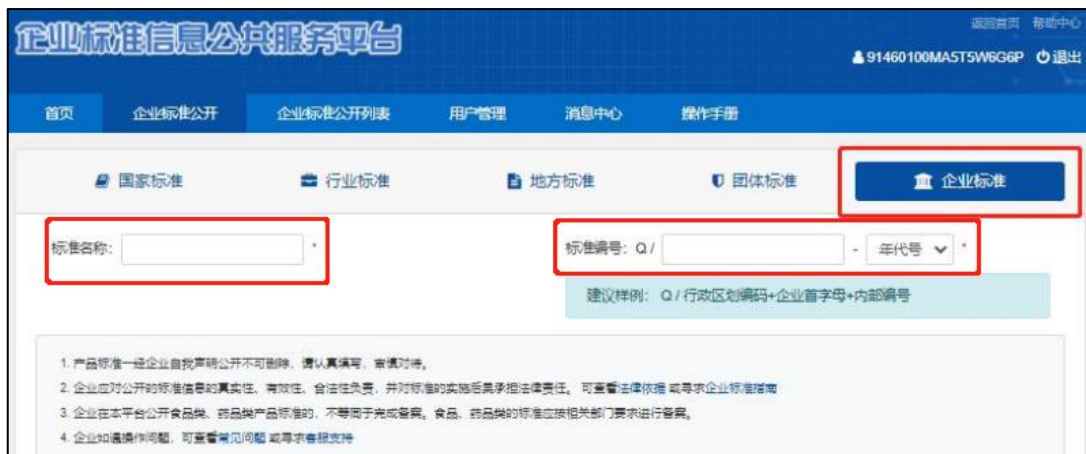 企业标准信息公共服务平台
返回首页 帮助中心
91460100MA5T5W6G6P 退出
首页 企业标准公开 企业标准公开列表 用户管理 消息中心 操作手册
国家标准 行业标准 地方标准 团体标准 企业标准
标准名称: * 标准编号: Q / - 年代号 *
建议样例: Q / 行政区划编码+企业首字母+内部编号
1. 产品标准一经企业自我声明公开不可删除，请认真填写，审慎对待。
2. 企业应对公开的标准信息的真实性、有效性、合法性负责，并对标准的实施后果承担法律责任。 可查看法律依据 或寻求企业标准指南
3. 企业在本平台公开食品类、药品类产品标准的，不等同于完成备案。食品、药品类的标准应按相关部门要求进行备案。
4. 企业如遇操作问题，可查看常见问题 或寻求客服支持